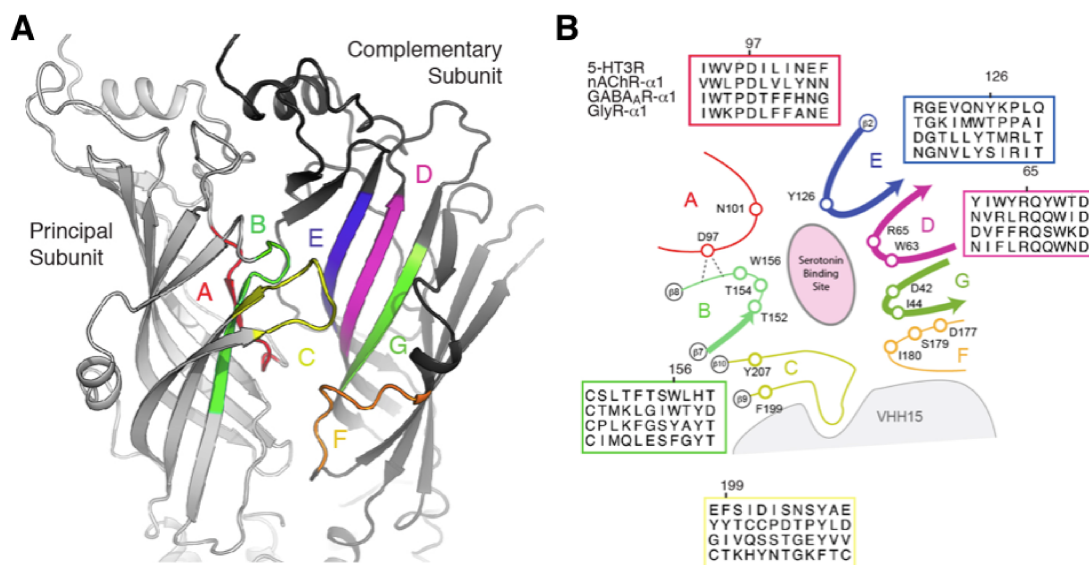 A
Complementary
Subunit
D
B
E
Principal
Subunit
A
C
G
C
F
B
97
5-HT3R
nAChR-α1
GABAAR-α1
GlyR-α1
IWVPDILINEF
VWLPDLVLYNN
IWTPDTFFHNG
IWKPDLFFANE
126
RGEVQNYKPLQ
TGKIMWTPPAI
DGTLLYTMRLT
NGNVLYSIRIT
β2
E
Y126
65
YIWYRQYWTD
NVRLRQQWID
DVFFRQSWKD
NIFLRQQWND
A
N101
D97
D
R65
W63
Serotonin
Binding
Site
W156
β8
T154
B
T152
D42
G
I44
D177
S179
I180
F
β7
β10
Y207
C
β9
F199
VHH15
156
CSLTFTSWLHT
CTMKLGIWTYD
CPLKFGSYAYT
CIMQLESFGYT
199
EFSIDISNSYAE
YYTCCPDTPYLD
GIVQSSTGEYVV
CTKHYNTGKFTC